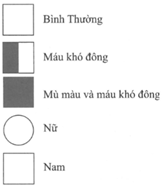 Bình Thường
Máu khó đông
Mù màu và máu khó đông
Nữ
Nam